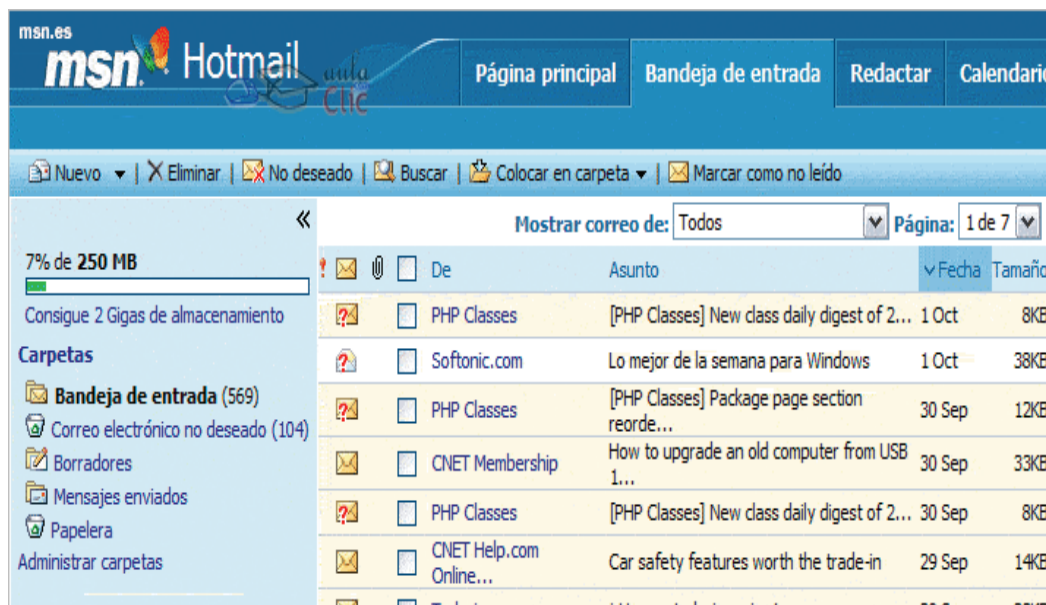 msn.es
msn Hotmail
aula
Clic
Página principal Bandeja de entrada Redactar Calendario
Nuevo | Eliminar | No deseado | Buscar | Colocar en carpeta | Marcar como no leído
«
Mostrar correo de: Todos Página: 1 de 7
7% de 250 MB
Consigue 2 Gigas de almacenamiento
Carpetas
Bandeja de entrada (569)
Correo electrónico no deseado (104)
Borradores
Mensajes enviados
Papelera
Administrar carpetas
! De Asunto Fecha Tamaño
PHP Classes [PHP Classes] New class daily digest of 2... 1 Oct 8KB
Softonic.com Lo mejor de la semana para Windows 1 Oct 38KB
PHP Classes [PHP Classes] Package page section
reorde... 30 Sep 12KB
CNET Membership How to upgrade an old computer from USB
1... 30 Sep 33KB
PHP Classes [PHP Classes] New class daily digest of 2... 30 Sep 8KB
CNET Help.com
Online... Car safety features worth the trade-in 29 Sep 14KB